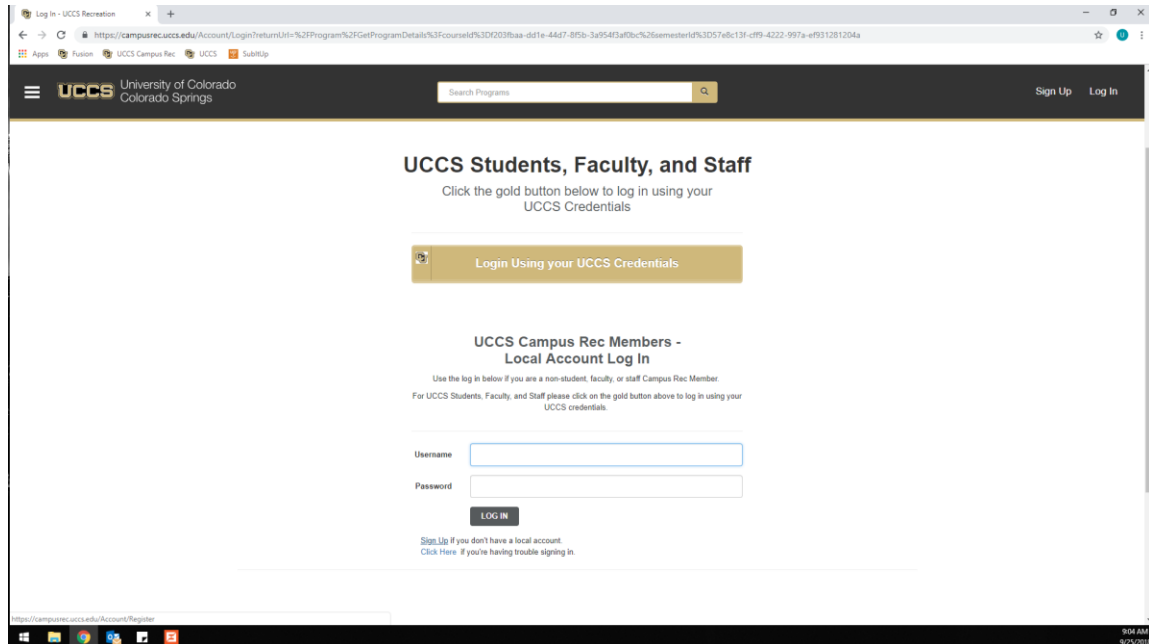 Log In - UCCS Recreation
https://campusrec.uccs.edu/Account/Login?returnUrl=%2FProgram%2FGetProgramDetails%3FcourseId%3Df203fbaa-dd1e-44d7-8f5b-3a954f3af0bc%26semesterId%3D57e8c13f-cff9-4222-997a-ef931281204a
U
Apps Fusion UCCS Campus Rec UCCS SubItUp
UCCS University of Colorado
Colorado Springs
Search Programs
Sign Up Log In
UCCS Students, Faculty, and Staff
Click the gold button below to log in using your
UCCS Credentials
Login Using your UCCS Credentials
UCCS Campus Rec Members -
Local Account Log In
Use the log in below if you are a non-student, faculty, or staff Campus Rec Member.
For UCCS Students, Faculty, and Staff please click on the gold button above to log in using your
UCCS credentials.
Username
Password
LOG IN
Sign Up if you don't have a local account.
Click Here if you're having trouble signing in.
https://campusrec.uccs.edu/Account/Register
9:04 AM